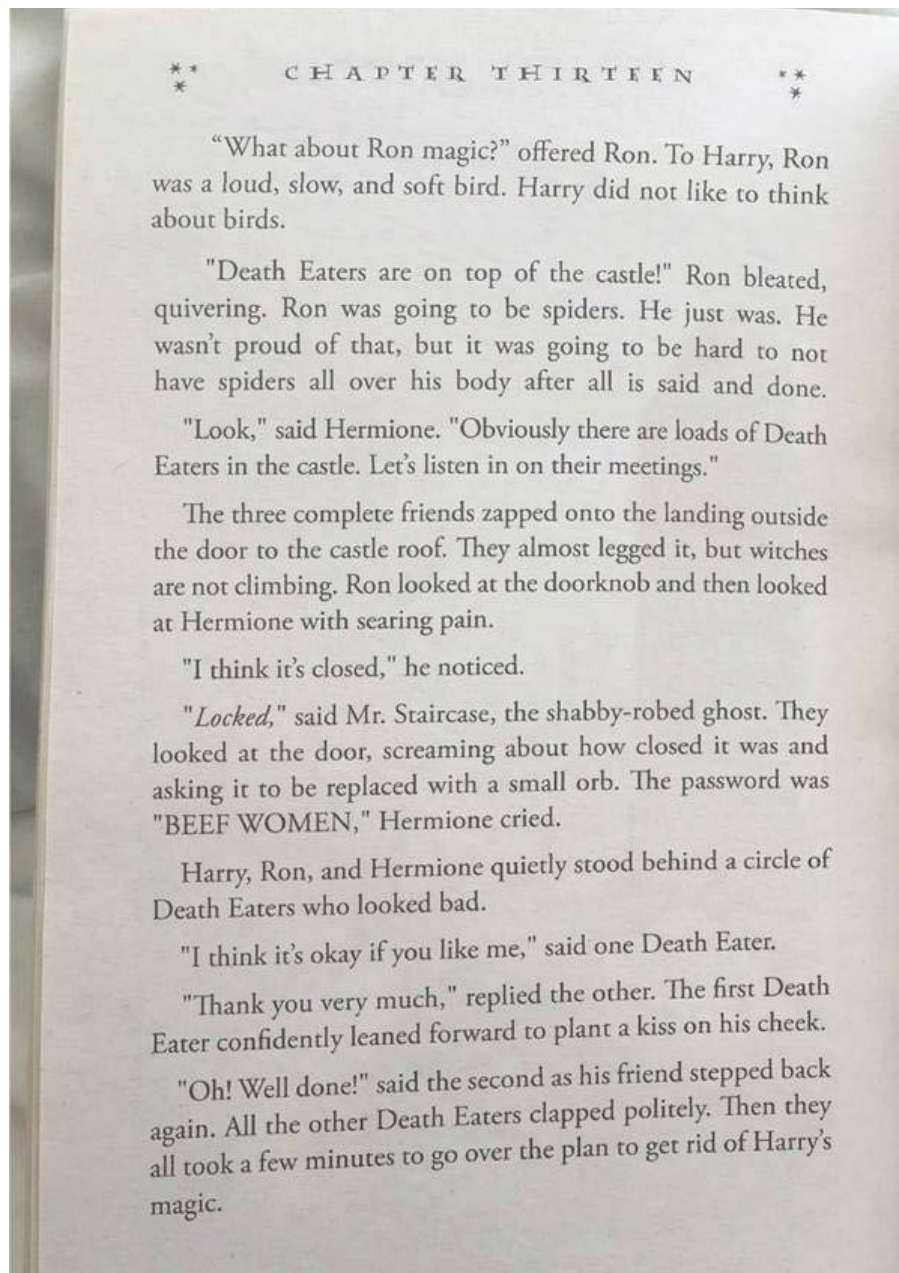 CHAPTER THIRTEEN
“What about Ron magic?” offered Ron. To Harry, Ron
was a loud, slow, and soft bird. Harry did not like to think
about birds.
"Death Eaters are on top of the castle!" Ron bleated,
quivering. Ron was going to be spiders. He just was. He
wasn’t proud of that, but it was going to be hard to not
have spiders all over his body after all is said and done.
"Look," said Hermione. "Obviously there are loads of Death
Eaters in the castle. Let’s listen in on their meetings."
The three complete friends zapped onto the landing outside
the door to the castle roof. They almost legged it, but witches
are not climbing. Ron looked at the doorknob and then looked
at Hermione with searing pain.
"I think it’s closed," he noticed.
"Locked," said Mr. Staircase, the shabby-robed ghost. They
looked at the door, screaming about how closed it was and
asking it to be replaced with a small orb. The password was
"BEEF WOMEN," Hermione cried.
Harry, Ron, and Hermione quietly stood behind a circle of
Death Eaters who looked bad.
"I think it’s okay if you like me," said one Death Eater.
"Thank you very much," replied the other. The first Death
Eater confidently leaned forward to plant a kiss on his cheek.
"Oh! Well done!" said the second as his friend stepped back
again. All the other Death Eaters clapped politely. Then they
all took a few minutes to go over the plan to get rid of Harry’s
magic.